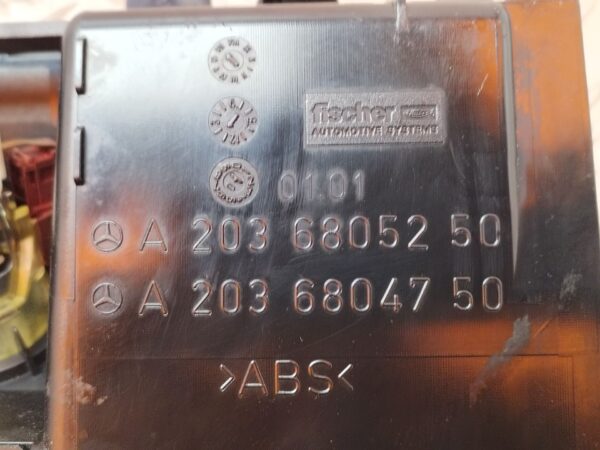 fischer
AUTOMOTIVE SYSTEMS
01.01
A 203 68052 50
A 203 68047 50
>ABS<